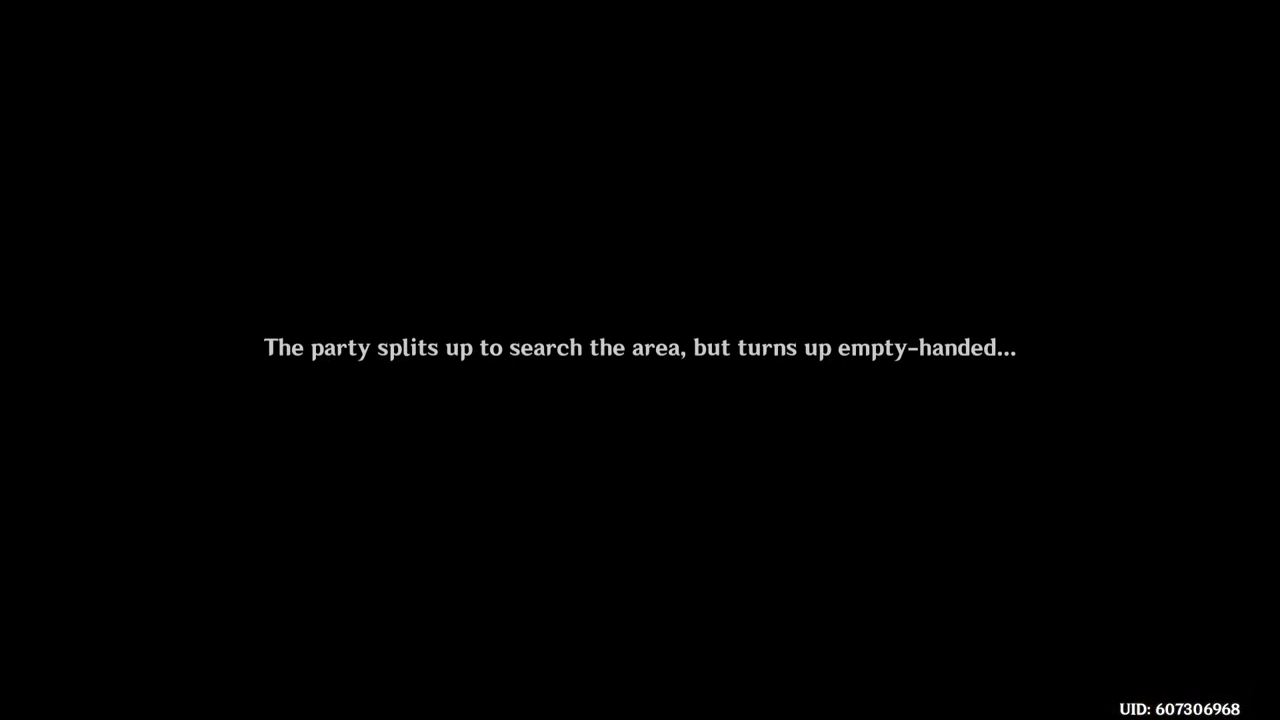 The party splits up to search the area, but turns up empty-handed...
UID: 607306968